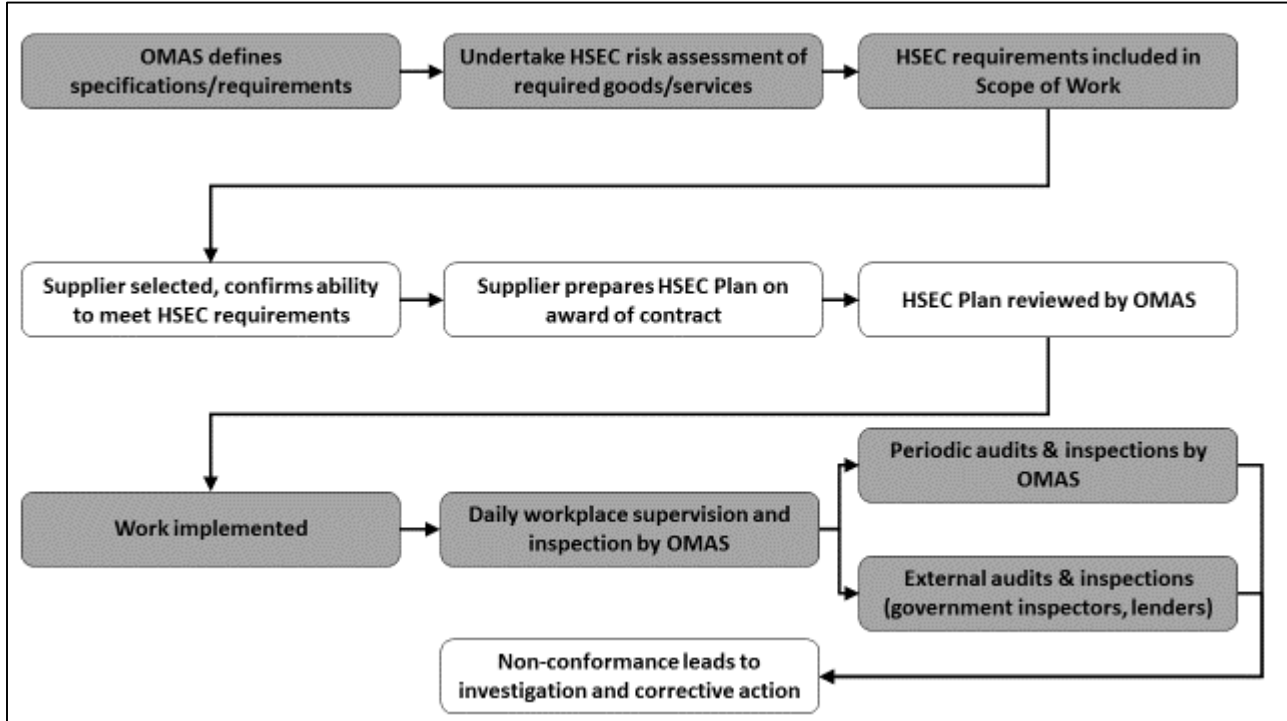 OMAS defines
specifications/requirements
Undertake HSEC risk assessment of
required goods/services
HSEC requirements included in
Scope of Work
Supplier selected, confirms ability
to meet HSEC requirements
Supplier prepares HSEC Plan on
award of contract
HSEC Plan reviewed by OMAS
Work implemented
Daily workplace supervision and
inspection by OMAS
Periodic audits & inspections by
OMAS
External audits & inspections
(government inspectors, lenders)
Non-conformance leads to
investigation and corrective action